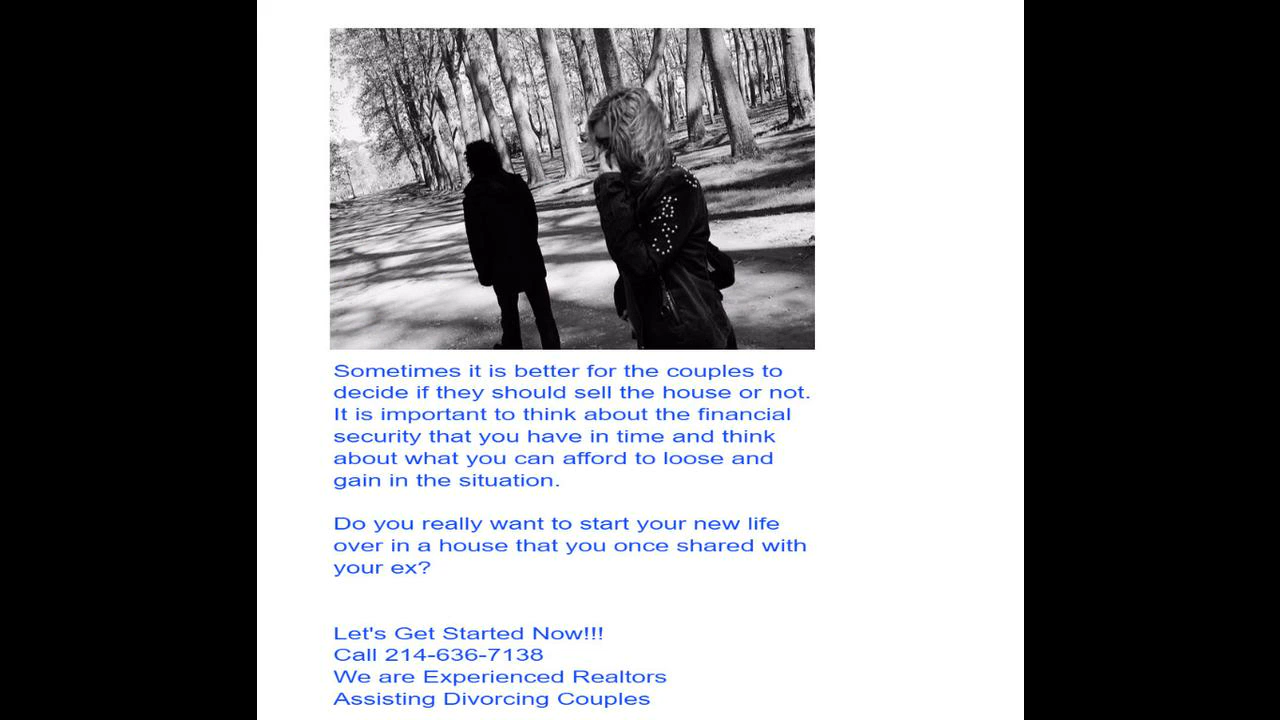 Sometimes it is better for the couples to
decide if they should sell the house or not.
It is important to think about the financial
security that you have in time and think
about what you can afford to loose and
gain in the situation.
Do you really want to start your new life
over in a house that you once shared with
your ex?
Let's Get Started Now!!!
Call 214-636-7138
We are Experienced Realtors
Assisting Divorcing Couples